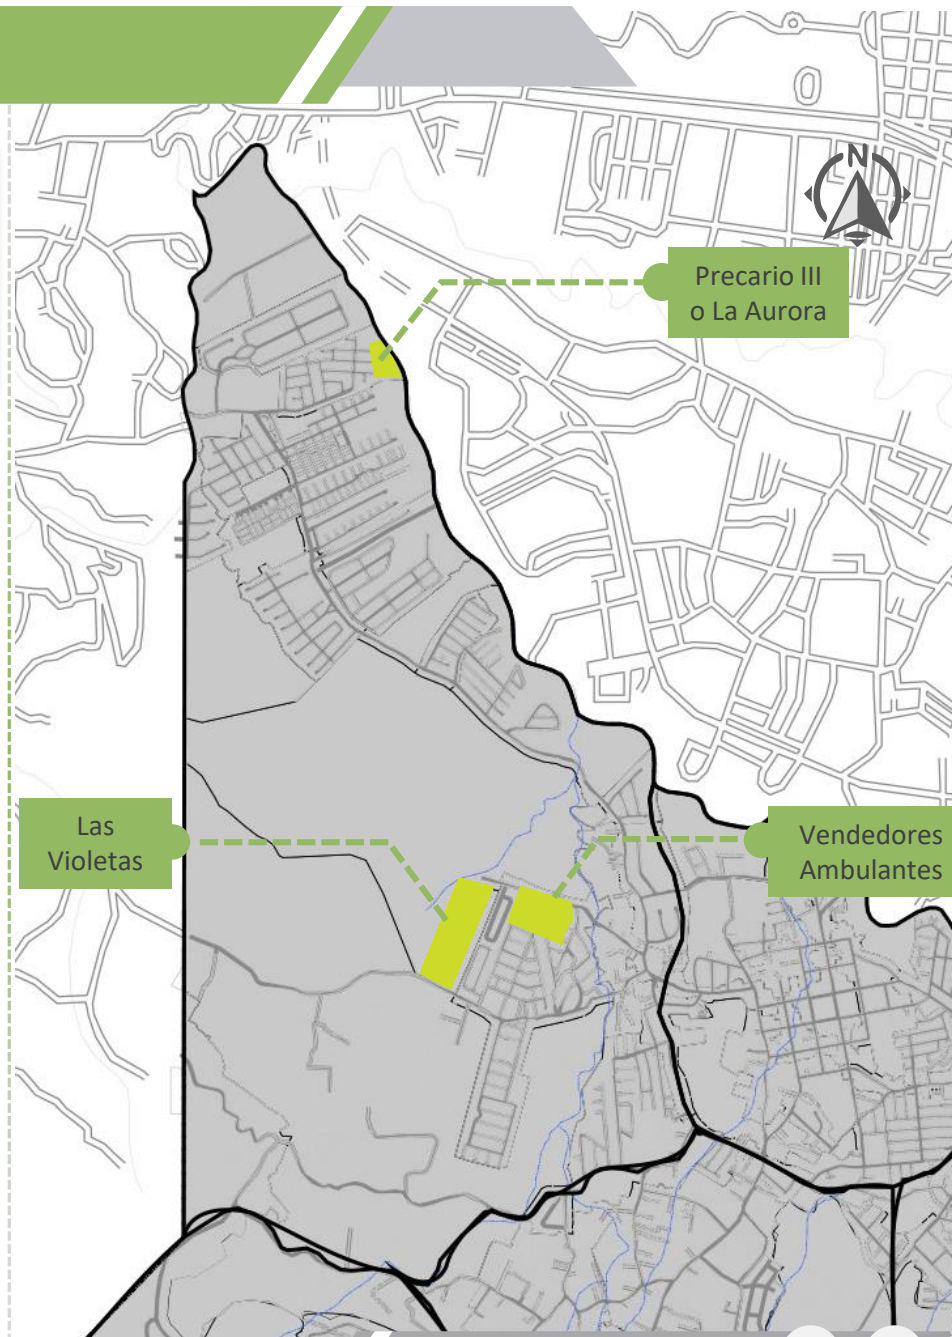 N
Precario III
o La Aurora
Las
Violetas
Vendedores
Ambulantes